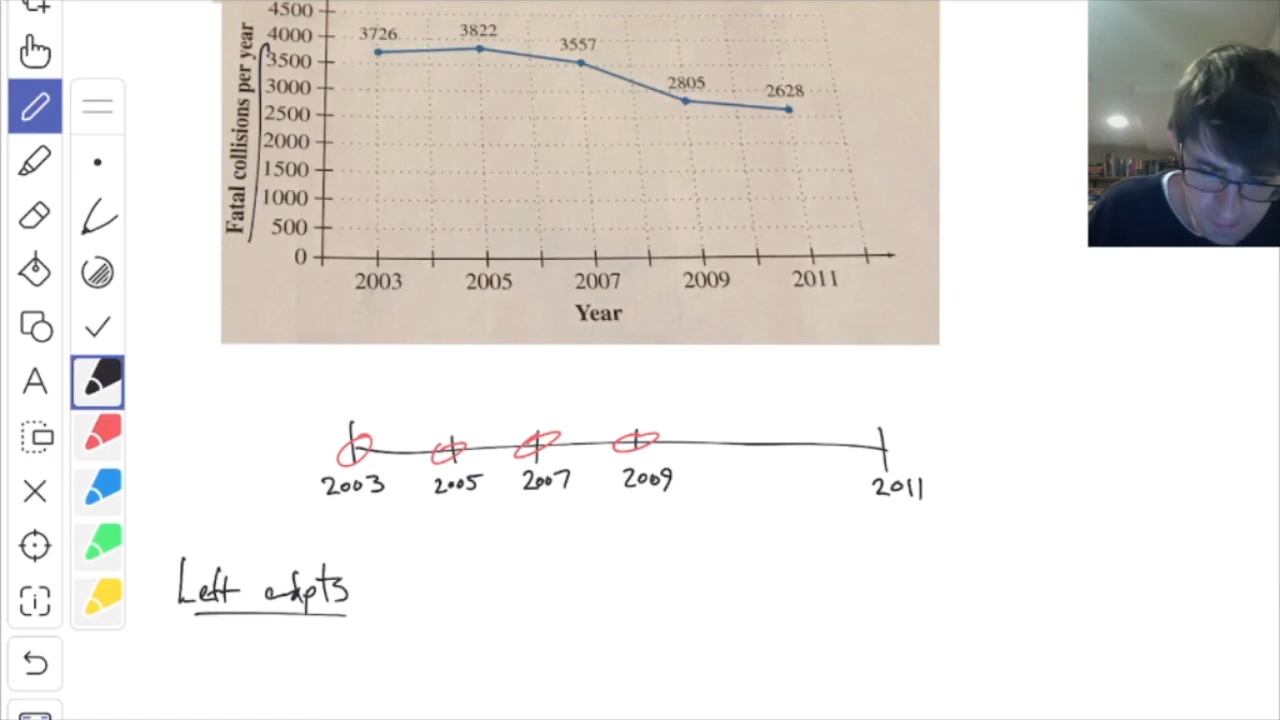 4500
4000
3500
3000
2500
2000
1500
1000
500
0
Fatal collisions per year
3726
3822
3557
2805
2628
2003 2005 2007 2009 2011
Year
2003 2005 2007 2009 2011
Left endpts
A